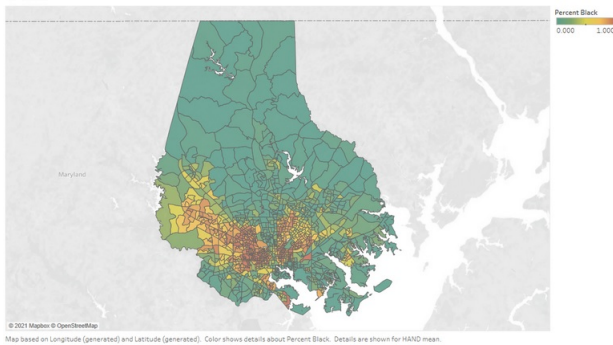 Percent Black
0.000 1.000
Maryland
© 2021 Mapbox © OpenStreetMap
Map based on Longitude (generated) and Latitude (generated). Color shows details about Percent Black. Details are shown for HAND mean.